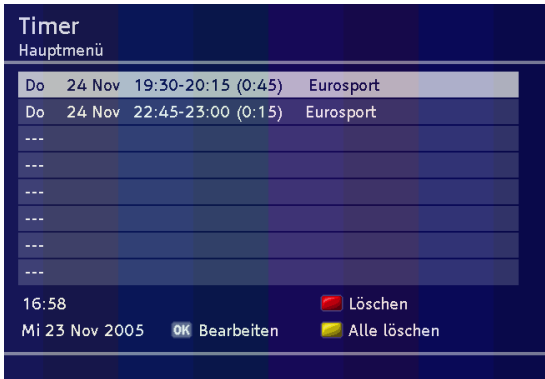 Timer
Hauptmenü
Do 24 Nov 19:30-20:15 (0:45) Eurosport
Do 24 Nov 22:45-23:00 (0:15) Eurosport
---
---
---
---
---
---
16:58 Löschen
Mi 23 Nov 2005 OK Bearbeiten Alle löschen